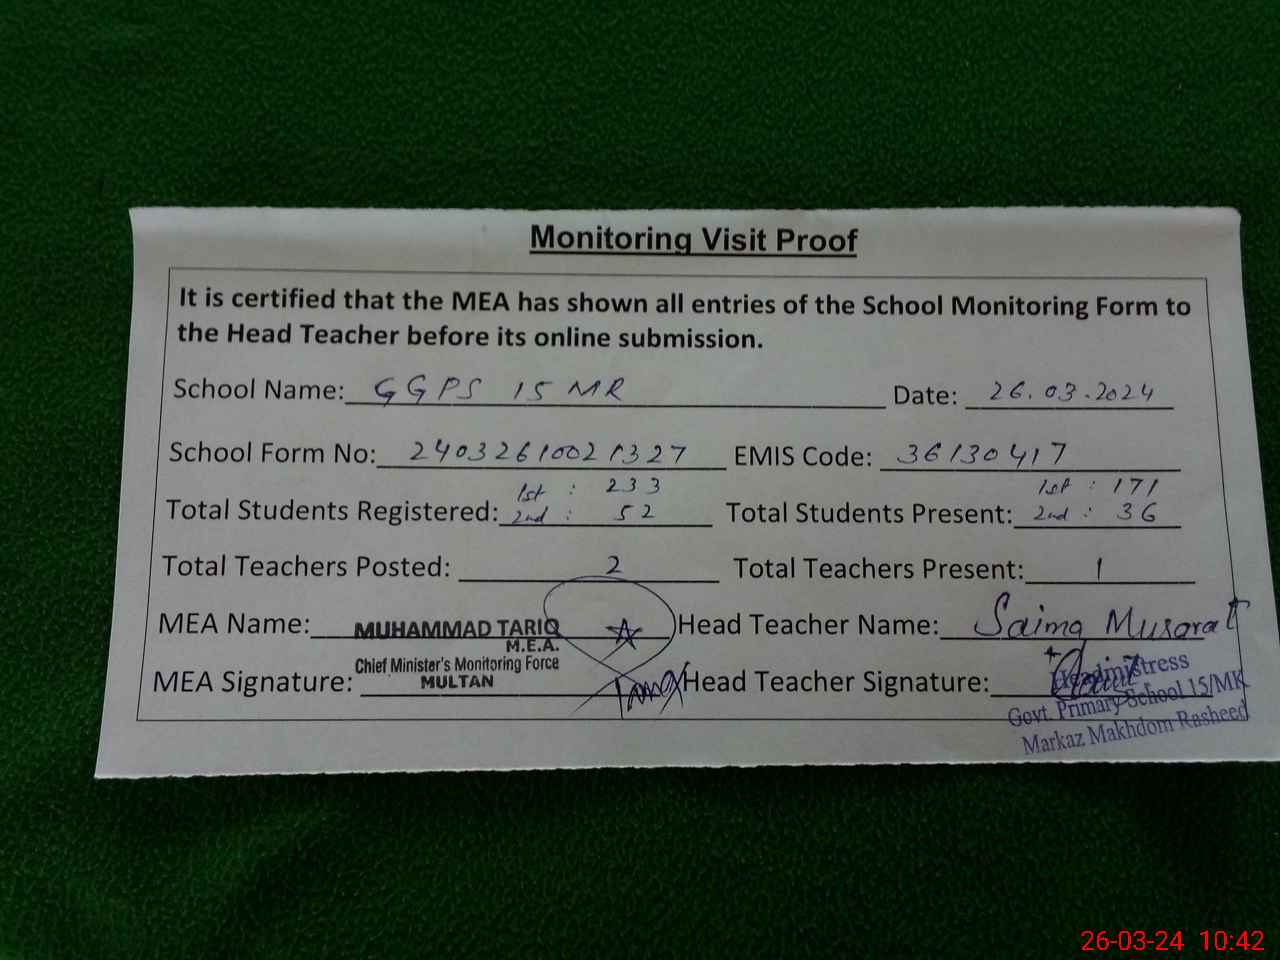 Monitoring Visit Proof
It is certified that the MEA has shown all entries of the School Monitoring Form to
the Head Teacher before its online submission.
School Name: GGPS 15 MR Date: 26.03.2024
School Form No: 24032610021327 EMIS Code: 36130417
1st : 233 1st : 171
Total Students Registered: 2nd : 52 Total Students Present: 2nd : 36
Total Teachers Posted: 2 Total Teachers Present: 1
MEA Name: MUHAMMAD TARIQ Head Teacher Name: Saima Musarat
M.E.A.
Chief Minister's Monitoring Force
MEA Signature: MULTAN Head Teacher Signature:
Headmistress
Govt. Primary School 15/MR
Markaz Makhdom Rasheed
26-03-24 10:42